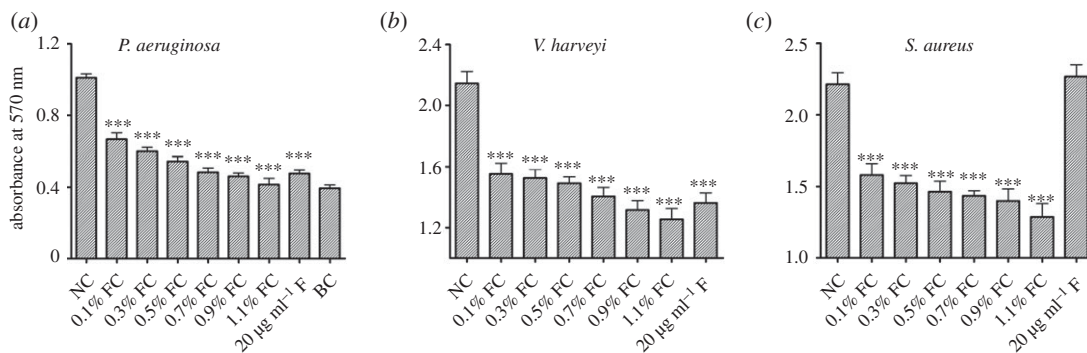 (a)
P. aeruginosa
absorbance at 570 nm
1.2
0.8
0.4
0
***
***
***
***
***
***
***
NC
0.1% FC
0.3% FC
0.5% FC
0.7% FC
0.9% FC
1.1% FC
20 µg ml⁻¹ F
BC
(b)
V. harveyi
2.4
2.0
1.6
1.2
***
***
***
***
***
***
***
NC
0.1% FC
0.3% FC
0.5% FC
0.7% FC
0.9% FC
1.1% FC
20 µg ml⁻¹ F
(c)
S. aureus
2.5
2.0
1.5
1.0
***
***
***
***
***
***
NC
0.1% FC
0.3% FC
0.5% FC
0.7% FC
0.9% FC
1.1% FC
20 µg ml⁻¹ F